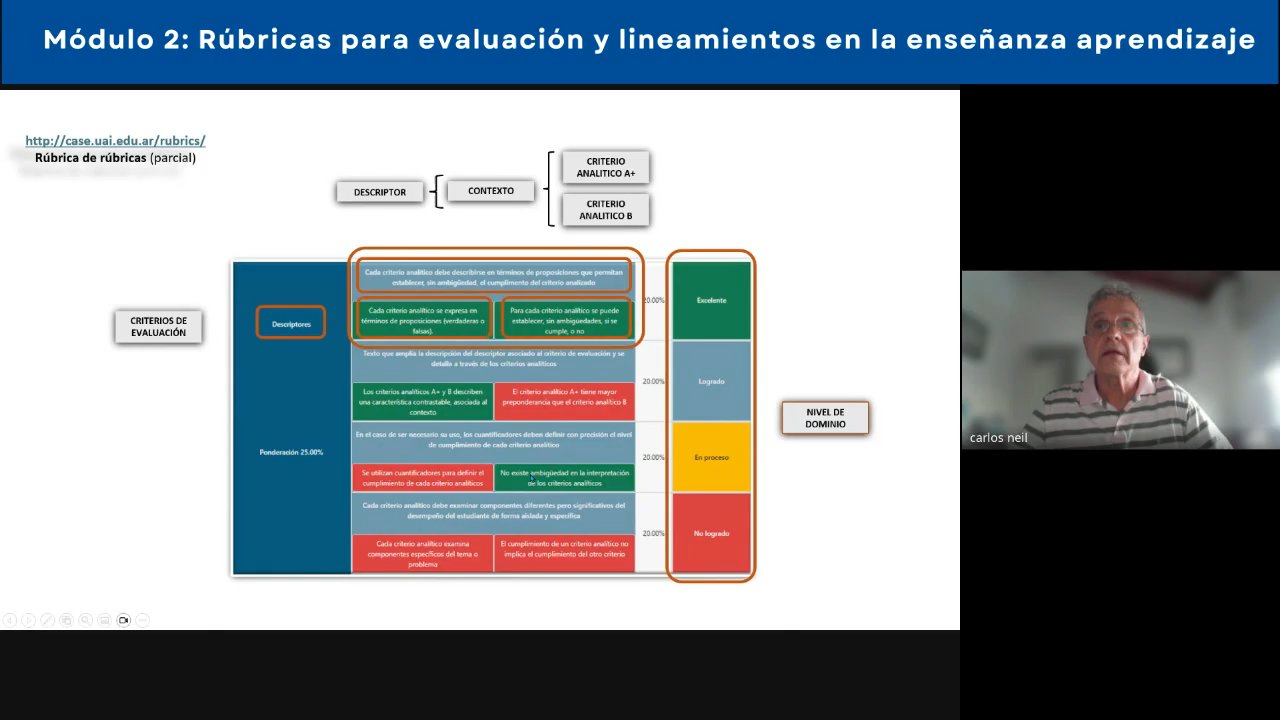 Módulo 2: Rúbricas para evaluación y lineamientos en la enseñanza aprendizaje
http://case.uai.edu.ar/rubrics/
Rúbrica de rúbricas (parcial)
DESCRIPTOR
CONTEXTO
CRITERIO
ANALITICO A+
CRITERIO
ANALITICO B
CRITERIOS DE
EVALUACIÓN
Descriptores
Ponderación 25.00%
Cada criterio analítico debe describirse en términos de proposiciones que permitan
establecer, sin ambigüedad, el cumplimiento del criterio analizado
Cada criterio analítico se expresa en
términos de proposiciones (verdaderas o
falsas).
Para cada criterio analítico se puede
establecer, sin ambigüedades, si se
cumple, o no
20.00%
Excelente
Texto que amplía la descripción del descriptor asociado al criterio de evaluación y se
detalla a través de los criterios analíticos
Los criterios analíticos A+ y B describen
una característica contrastable, asociada al
contexto
El criterio analítico A+ tiene mayor
preponderancia que el criterio analítico B
20.00%
Logrado
En el caso de ser necesario su uso, los cuantificadores deben definir con precisión el nivel
de cumplimiento de cada criterio analítico
Se utilizan cuantificadores para definir el
cumplimiento de cada criterio analíticos
No existe ambigüedad en la interpretación
de los criterios analíticos
20.00%
En proceso
Cada criterio analítico debe examinar componentes diferentes pero significativos del
desempeño del estudiante de forma aislada y específica
Cada criterio analítico examina
componentes específicos del tema o
problema
El cumplimiento de un criterio analítico no
implica el cumplimiento del otro criterio
20.00%
No logrado
NIVEL DE
DOMINIO
carlos neil